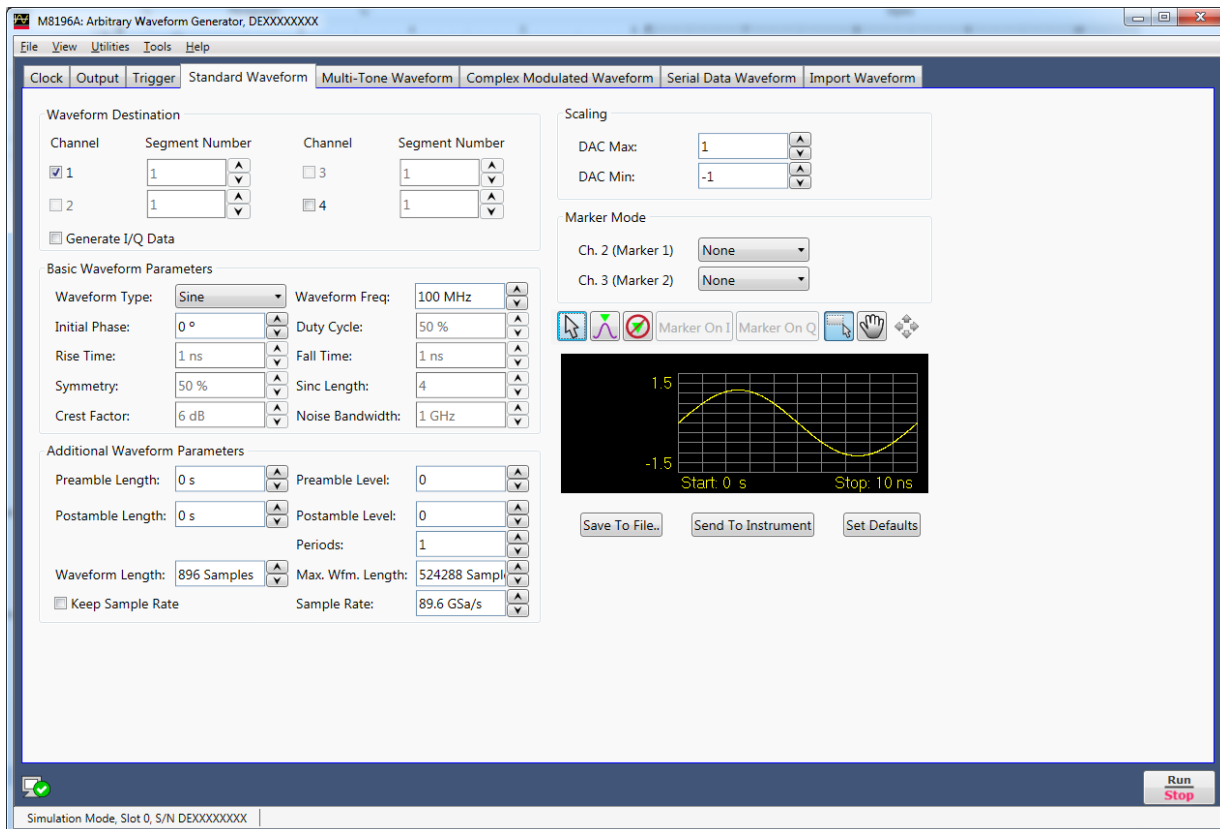 M8196A: Arbitrary Waveform Generator, DEXXXXXXXX
File View Utilities Tools Help
Clock Output Trigger Standard Waveform Multi-Tone Waveform Complex Modulated Waveform Serial Data Waveform Import Waveform
Waveform Destination
Channel Segment Number Channel Segment Number
1 1 3 1
2 1 4 1
Generate I/Q Data
Basic Waveform Parameters
Waveform Type: Sine Waveform Freq: 100 MHz
Initial Phase: 0 º Duty Cycle: 50 %
Rise Time: 1 ns Fall Time: 1 ns
Symmetry: 50 % Sinc Length: 4
Crest Factor: 6 dB Noise Bandwidth: 1 GHz
Additional Waveform Parameters
Preamble Length: 0 s Preamble Level: 0
Postamble Length: 0 s Postamble Level: 0
Periods: 1
Waveform Length: 896 Samples Max. Wfm. Length: 524288 Sampl
Keep Sample Rate Sample Rate: 89.6 GSa/s
Scaling
DAC Max: 1
DAC Min: -1
Marker Mode
Ch. 2 (Marker 1) None
Ch. 3 (Marker 2) None
Marker On I Marker On Q
1.5
-1.5
Start: 0 s Stop: 10 ns
Save To File.. Send To Instrument Set Defaults
Run
Stop
Simulation Mode, Slot 0, S/N DEXXXXXXXX